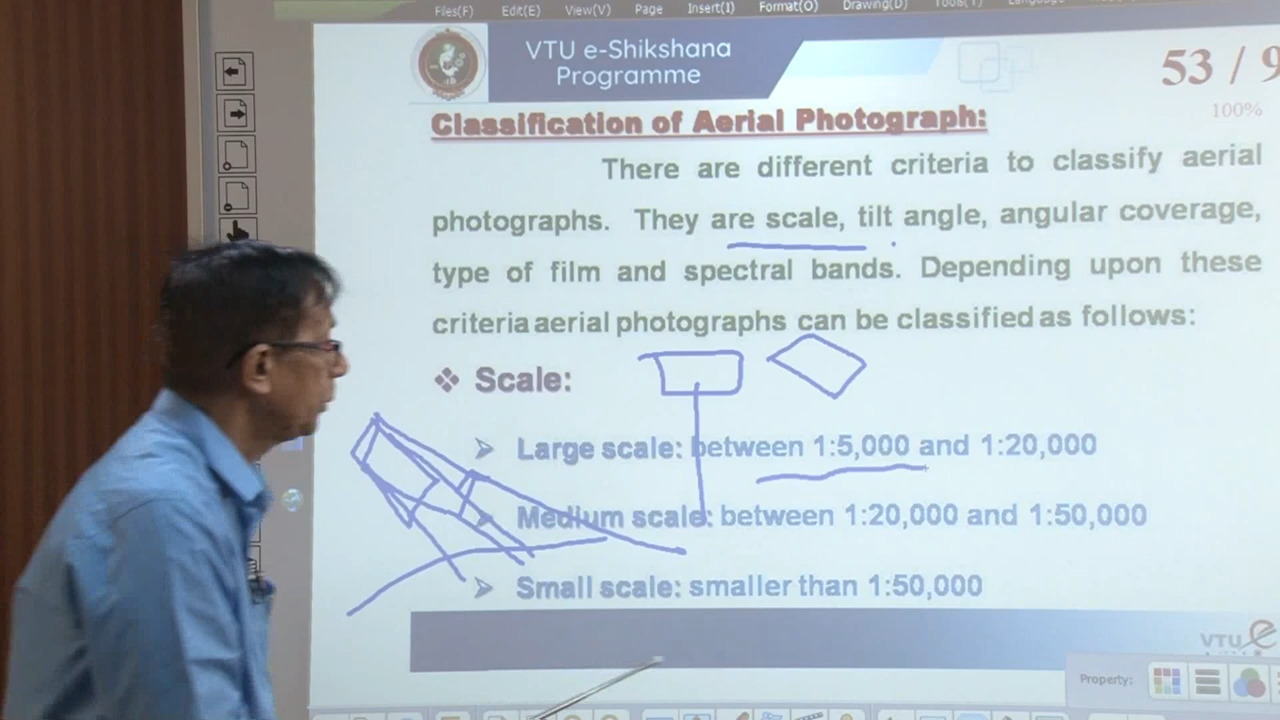 Files(F) Edit(E) View(V) Page Insert(I) Format(O) Drawing(D) Tools(T)
VTU e-Shikshana
Programme
53 / 9
100%
Classification of Aerial Photograph:
There are different criteria to classify aerial
photographs. They are scale, tilt angle, angular coverage,
type of film and spectral bands. Depending upon these
criteria aerial photographs can be classified as follows:
❖ Scale:
➢ Large scale: between 1:5,000 and 1:20,000
➢ Medium scale: between 1:20,000 and 1:50,000
➢ Small scale: smaller than 1:50,000
VTU e
Property: